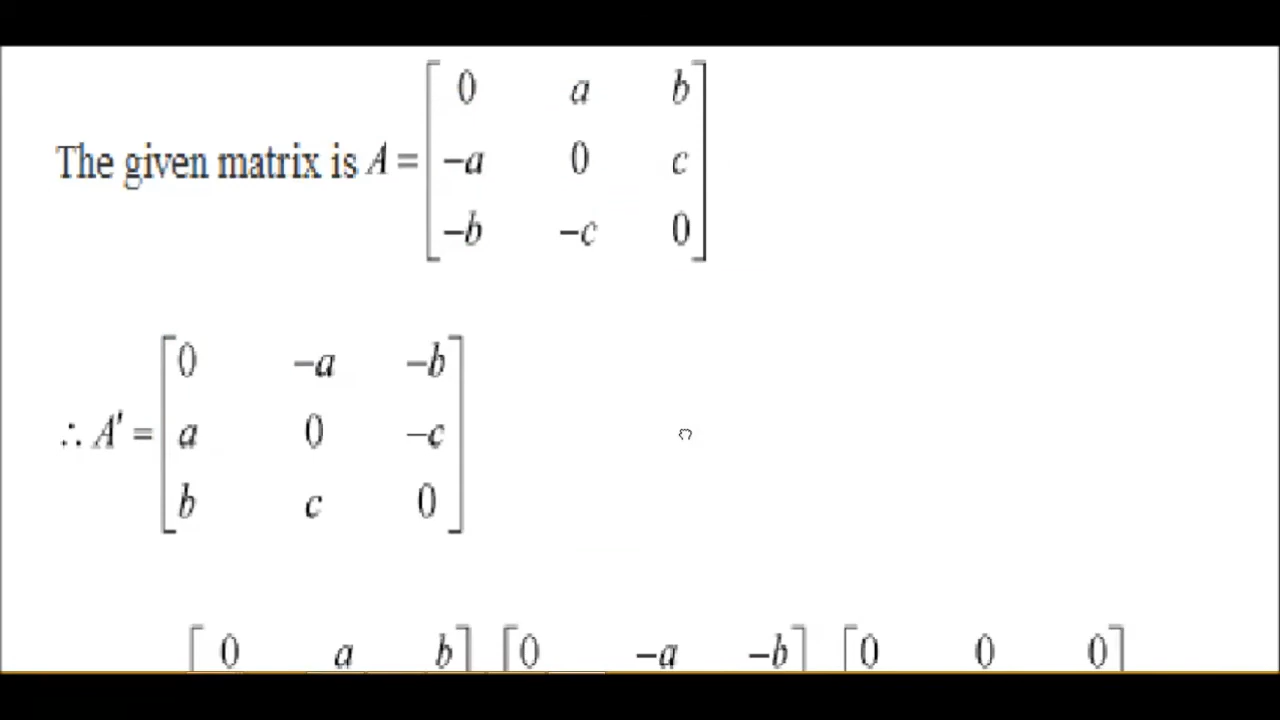 0 a b
The given matrix is A = −a 0 c
−b −c 0
0 −a −b
∴ A′ = a 0 −c
b c 0
0 a b 0 −a −b 0 0 0